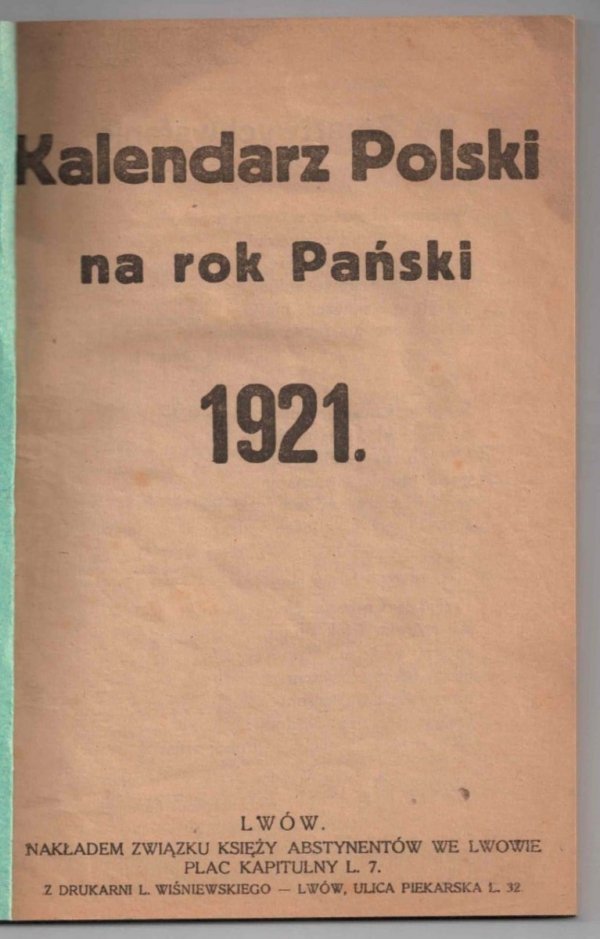 Kalendarz Polski
na rok Pański
1921.
LWÓW.
NAKŁADEM ZWIĄZKU KSIĘŻY ABSTYNENTÓW WE LWOWIE
PLAC KAPITULNY L. 7.
Z DRUKARNI L. WIŚNIEWSKIEGO — LWÓW, ULICA PIEKARSKA L. 32